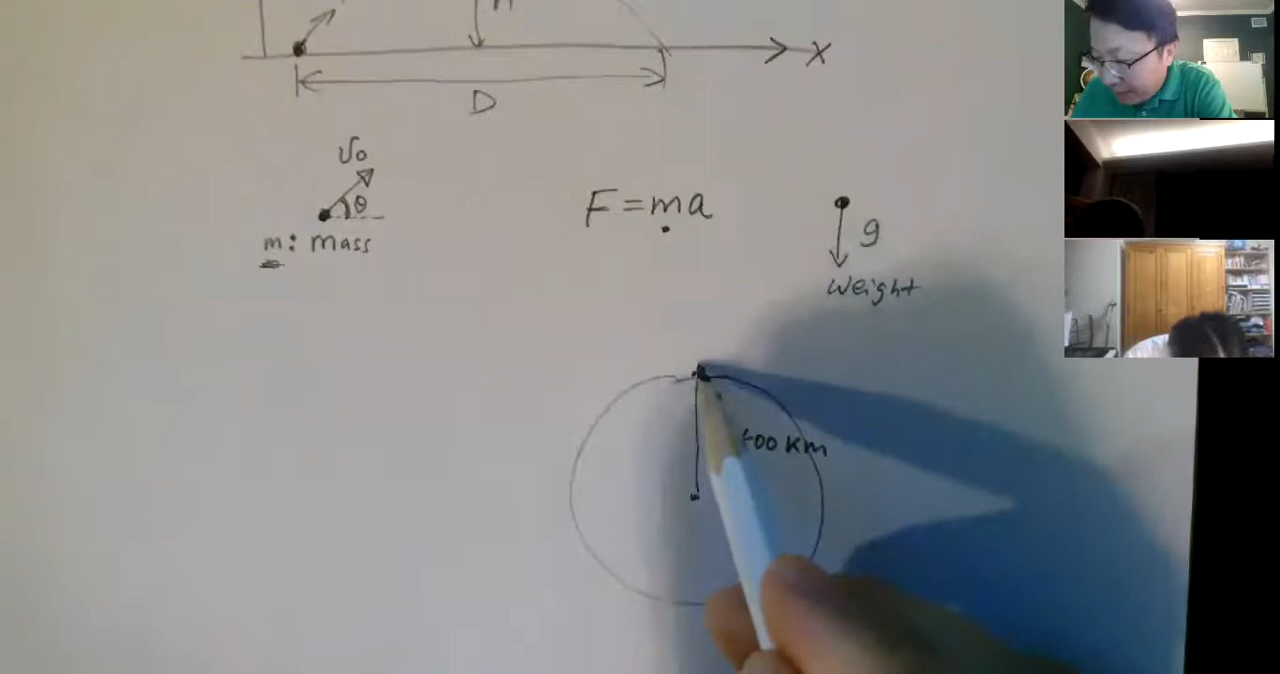 x
D
v₀
θ
F = ma
g
m: mass
weight
00 km